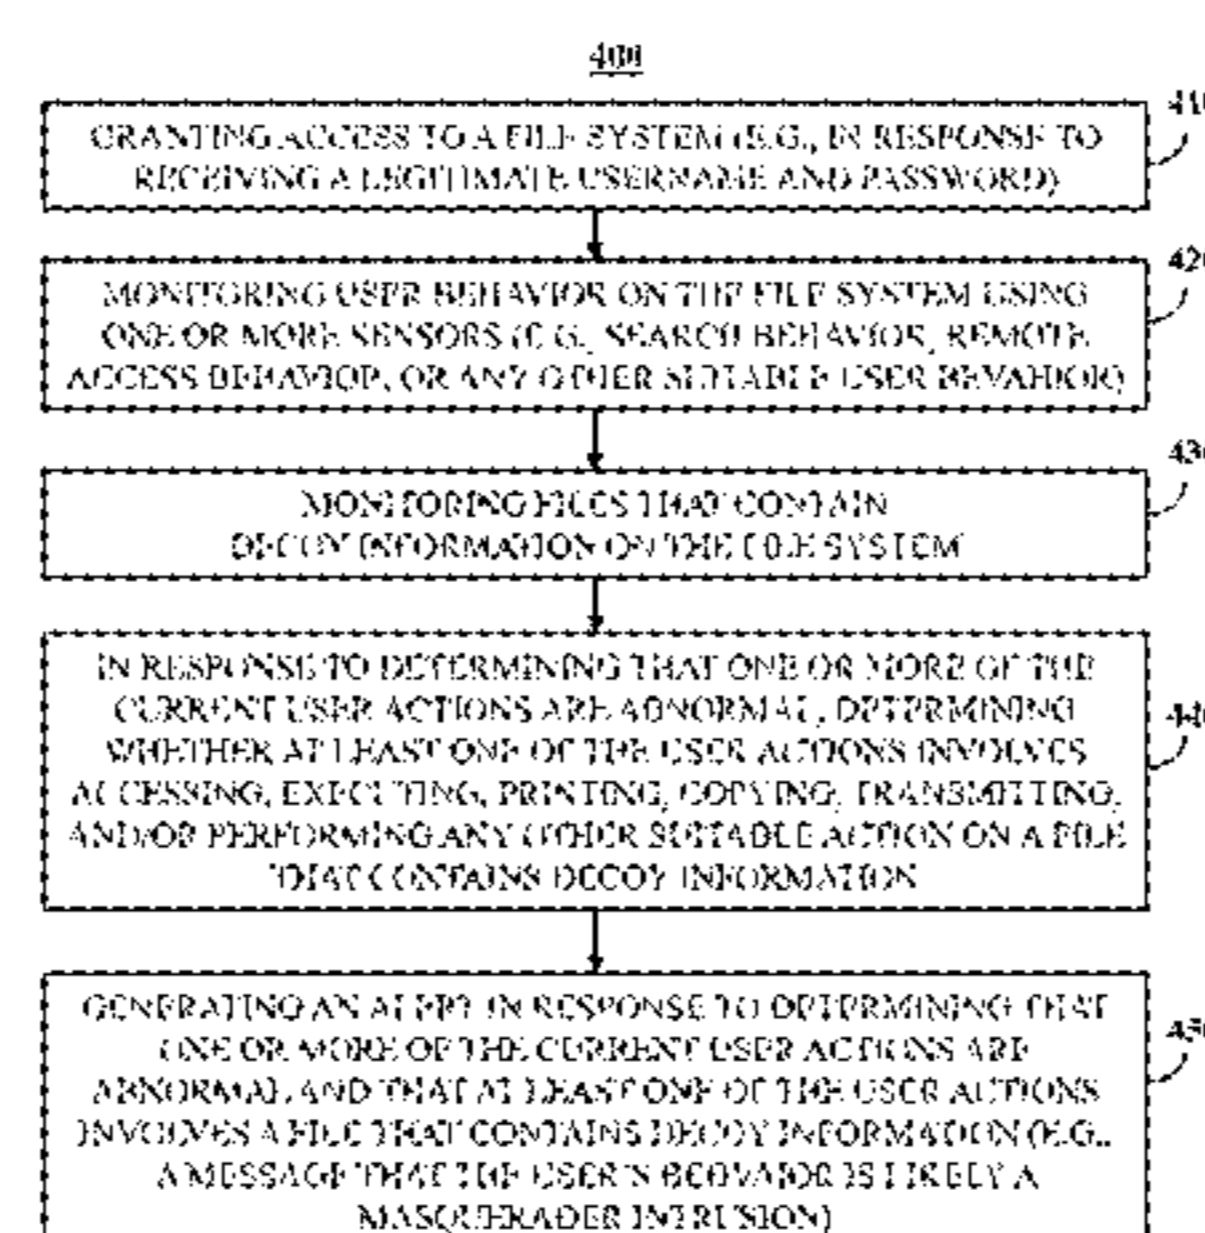 400
410
GRANTING ACCESS TO A FILE SYSTEM (E.G., IN RESPONSE TO
RECEIVING A LEGITIMATE USERNAME AND PASSWORD)
420
MONITORING USER BEHAVIOR ON THE FILE SYSTEM USING
ONE OR MORE SENSORS (E.G., SEARCH BEHAVIOR, REMOTE
ACCESS BEHAVIOR, OR ANY OTHER SUITABLE USER BEVAHIOR)
430
MONITORING FILES THAT CONTAIN
DECOY INFORMATION ON THE FILE SYSTEM
IN RESPONSE TO DETERMINING THAT ONE OR MORE OF THE
CURRENT USER ACTIONS ARE ABNORMAL, DETERMINING
440
WHETHER AT LEAST ONE OF THE USER ACTIONS INVOLVES
ACCESSING, EXECUTING, PRINTING, COPYING, TRANSMITTING,
AND/OR PERFORMING ANY OTHER SUITABLE ACTION ON A FILE
THAT CONTAINS DECOY INFORMATION
GENERATING AN ALERT IN RESPONSE TO DETERMINING THAT
450
ONE OR MORE OF THE CURRENT USER ACTIONS ARE
ABNORMAL AND THAT AT LEAST ONE OF THE USER ACTIONS
INVOLVES A FILE THAT CONTAINS DECOY INFORMATION (E.G.,
A MESSAGE THAT THE USER'S BEHVAIOR IS LIKELY A
MASQUERADER INTRUSION)